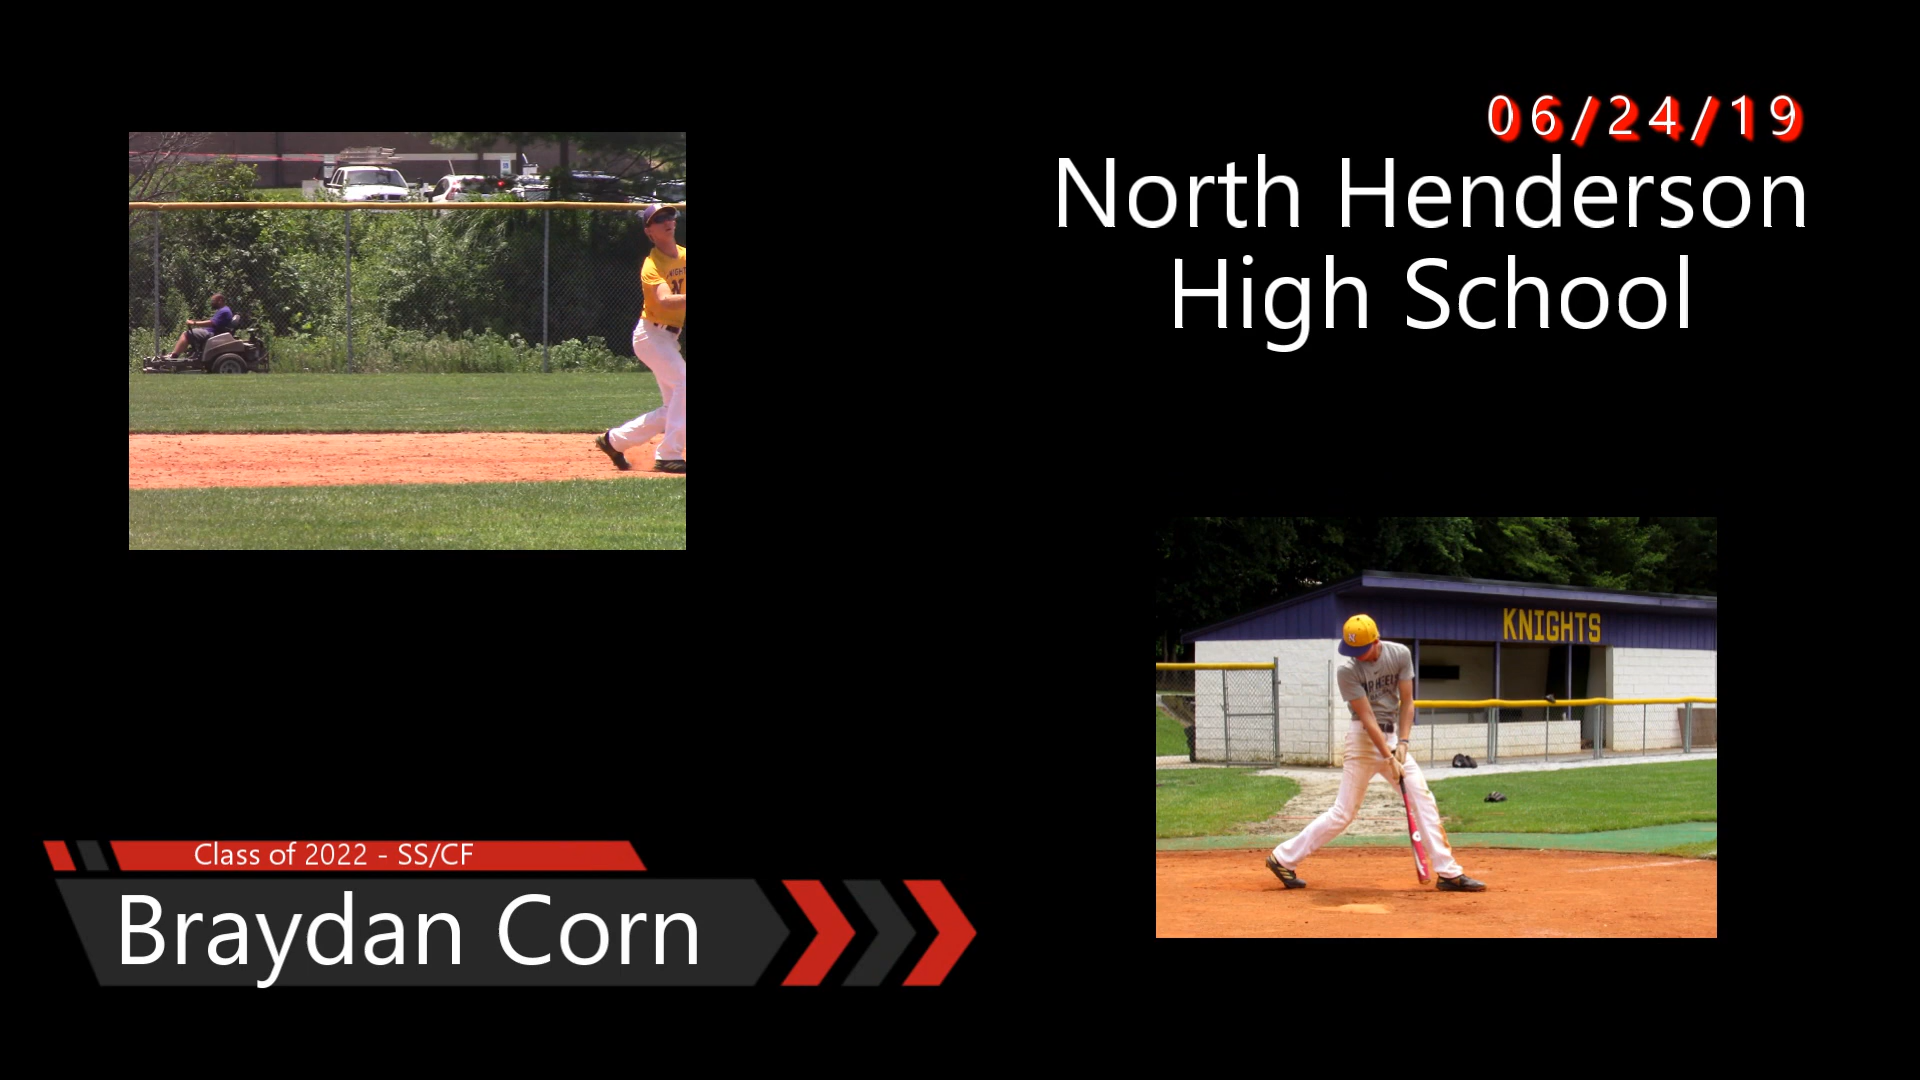 06/24/19
North Henderson
High School
KNIGHTS
Class of 2022 - SS/CF
Braydan Corn